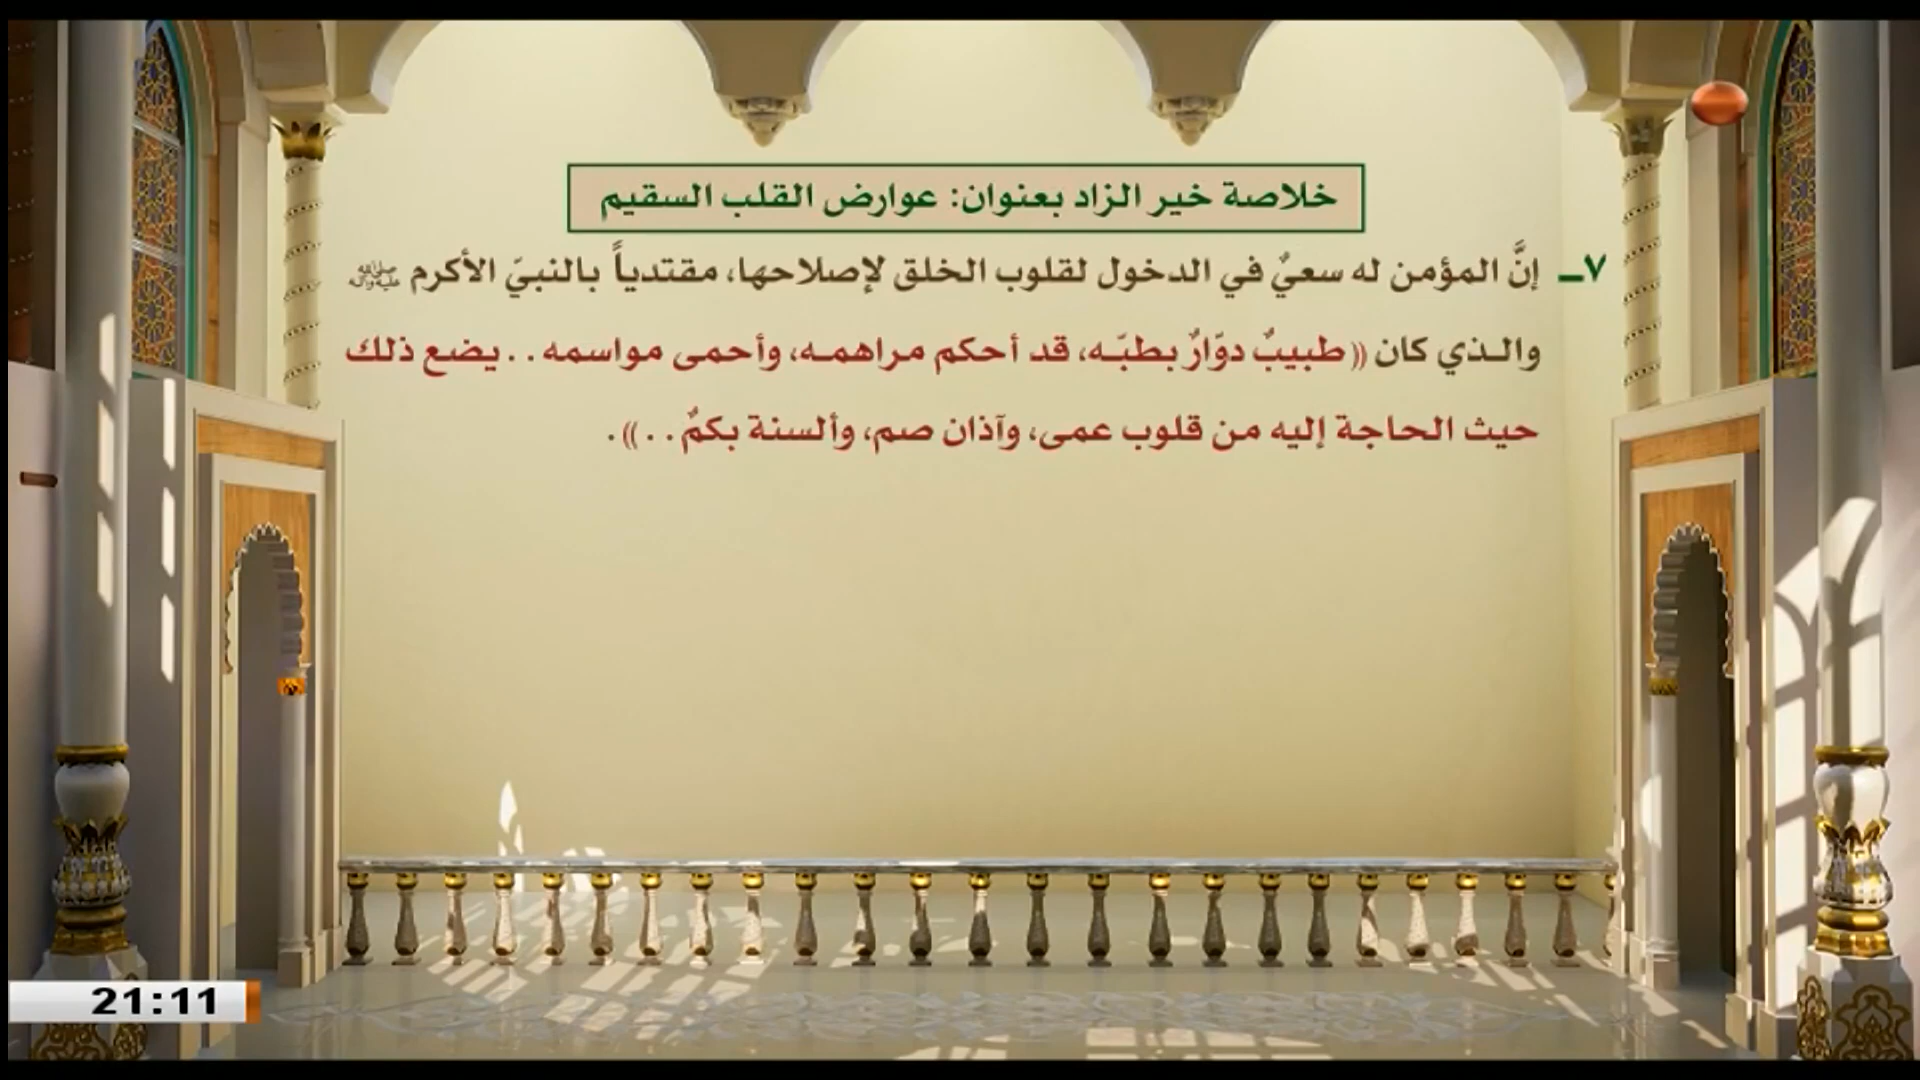 خلاصة خير الزاد بعنوان: عوارض القلب السقيم
٧ـ إنَّ المؤمن له سعيٌ في الدخول لقلوب الخلق لإصلاحها، مقتدياً بالنبيّ الأكرم ﷺ
والـذي كان ((طبيبٌ دوّارٌ بطبّـه، قد أحكم مراهمـه، وأحمى مواسمه.. يضع ذلك
حيث الحاجة إليه من قلوب عمى، وآذان صم، وألسنة بكمٌ..)).
21:11